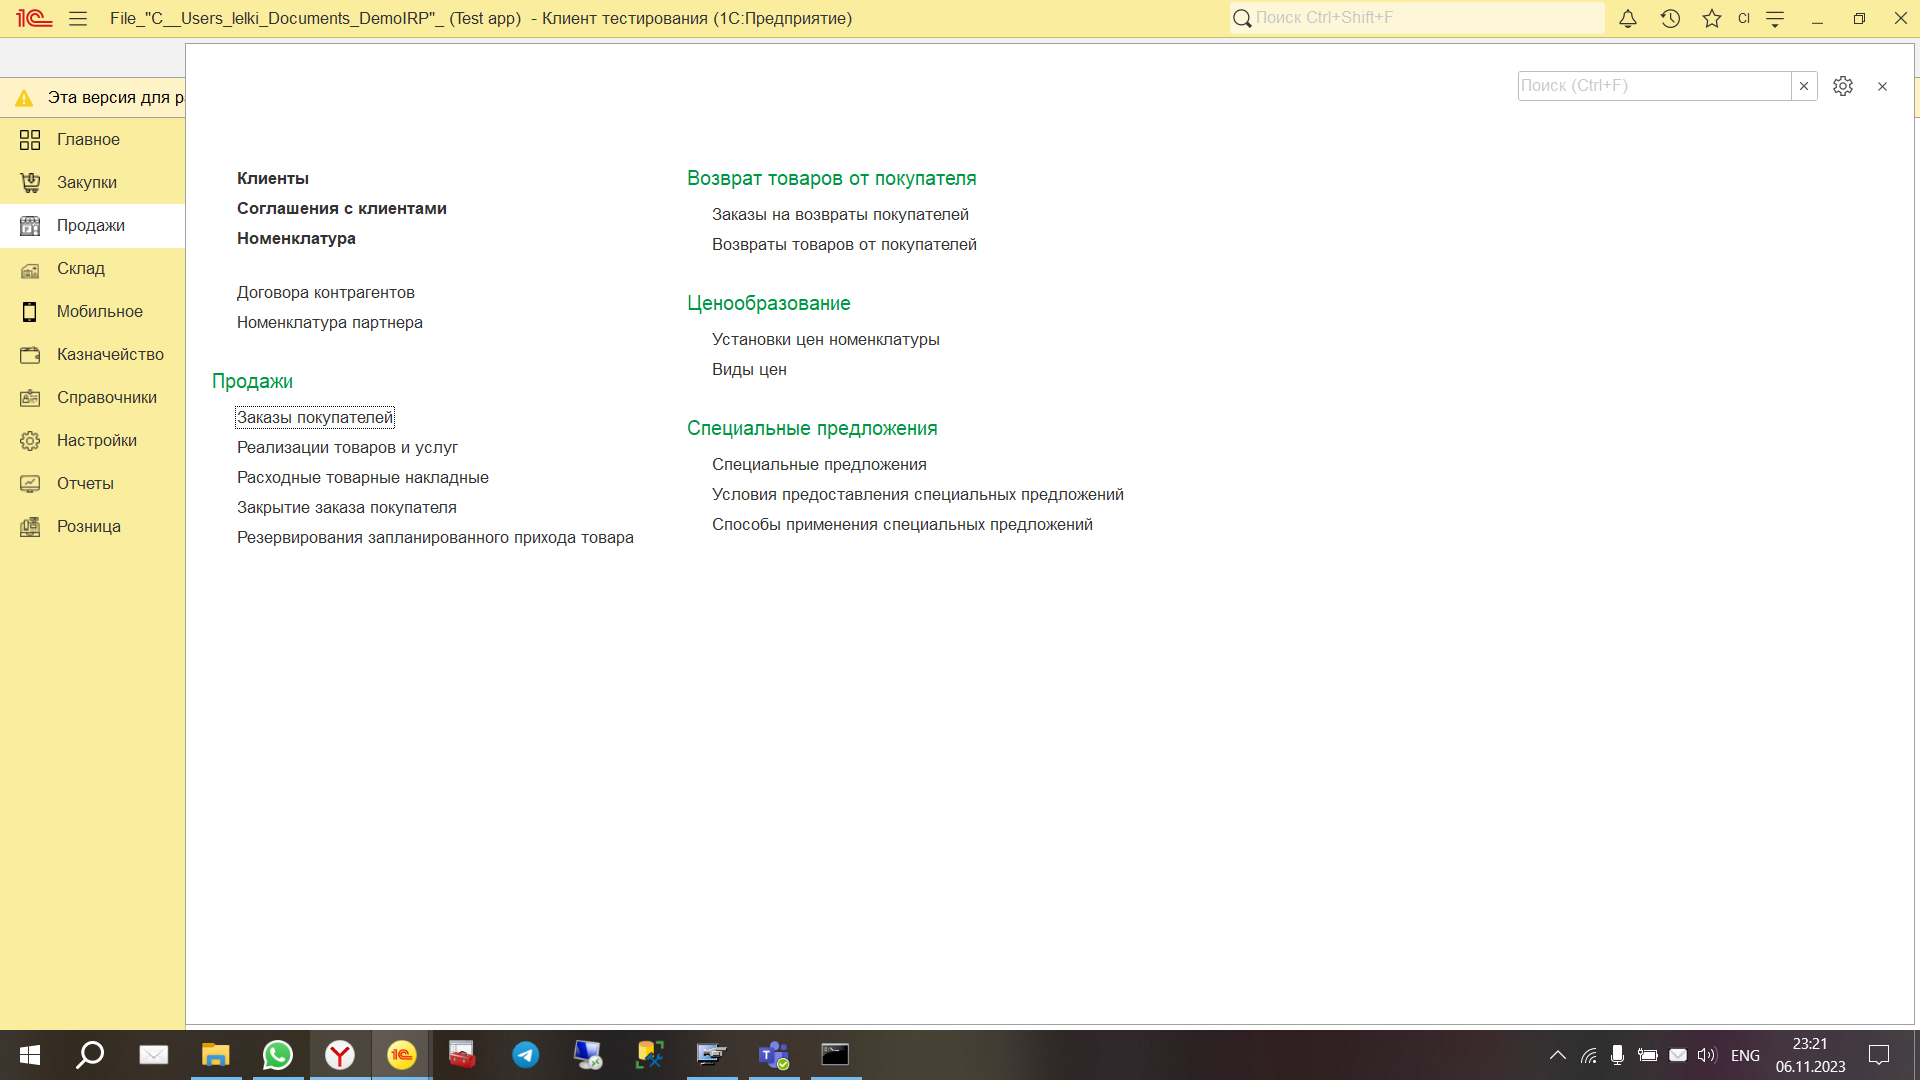 File_"C__Users_lelki_Documents_DemoIRP"_ (Test app) - Клиент тестирования (1С:Предприятие)
Поиск Ctrl+Shift+F
CI
Эта версия для р
Поиск (Ctrl+F)
Главное
Закупки
Продажи
Склад
Мобильное
Казначейство
Справочники
Настройки
Отчеты
Розница
Клиенты
Соглашения с клиентами
Номенклатура
Договора контрагентов
Номенклатура партнера
Продажи
Заказы покупателей
Реализации товаров и услуг
Расходные товарные накладные
Закрытие заказа покупателя
Резервирования запланированного прихода товара
Возврат товаров от покупателя
Заказы на возвраты покупателей
Возвраты товаров от покупателей
Ценообразование
Установки цен номенклатуры
Виды цен
Специальные предложения
Специальные предложения
Условия предоставления специальных предложений
Способы применения специальных предложений
ENG
23:21
06.11.2023